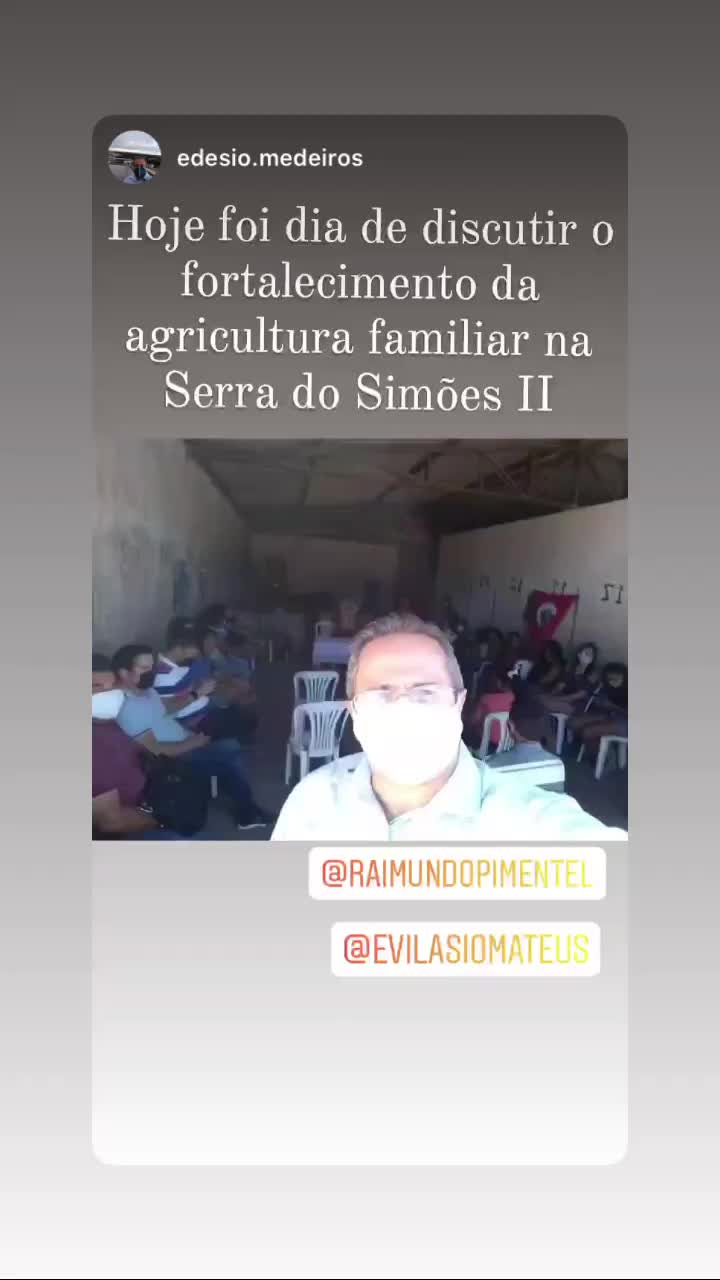 edesio.medeiros
Hoje foi dia de discutir o
fortalecimento da
agricultura familiar na
Serra do Simões II
@RAIMUNDOPIMENTEL
@EVILASIOMATEUS